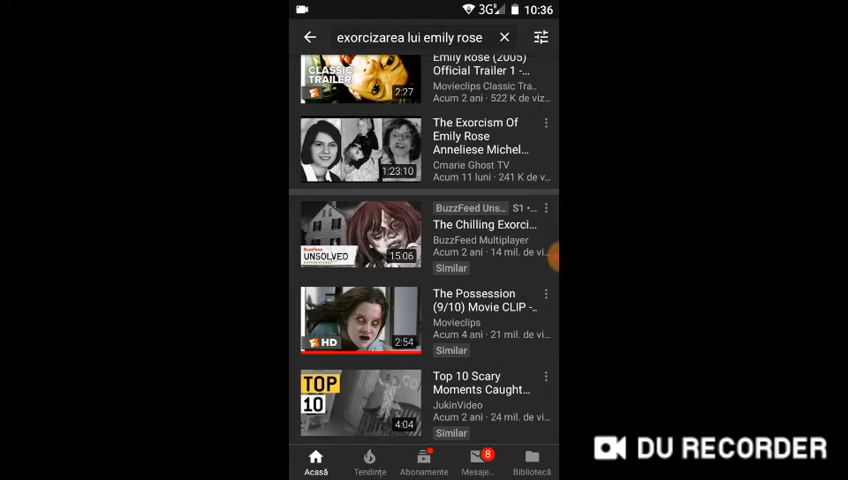 3G 10:36
exorcizarea lui emily rose
Emily Rose (2005)
Official Trailer 1 -...
Movieclips Classic Tra..
Acum 2 ani · 522 K de viz...
CLASSIC
TRAILER
2:27
The Exorcism Of
Emily Rose
Anneliese Michel...
Cmarie Ghost TV
Acum 11 luni · 241 K de v...
1:23:10
BuzzFeed Uns.. S1 •...
The Chilling Exorci...
BuzzFeed Multiplayer
Acum 2 ani · 14 mil. de vi...
Similar
BuzzFeed
UNSOLVED
15:06
The Possession
(9/10) Movie CLIP -..
Movieclips
Acum 4 ani · 21 mil. de vi...
Similar
HD
2:54
Top 10 Scary
Moments Caught...
JukinVideo
Acum 2 ani · 24 mil. de vi...
Similar
TOP
10
4:04
8
Acasă Tendințe Abonamente Mesaje... Bibliotecă
DU RECORDER